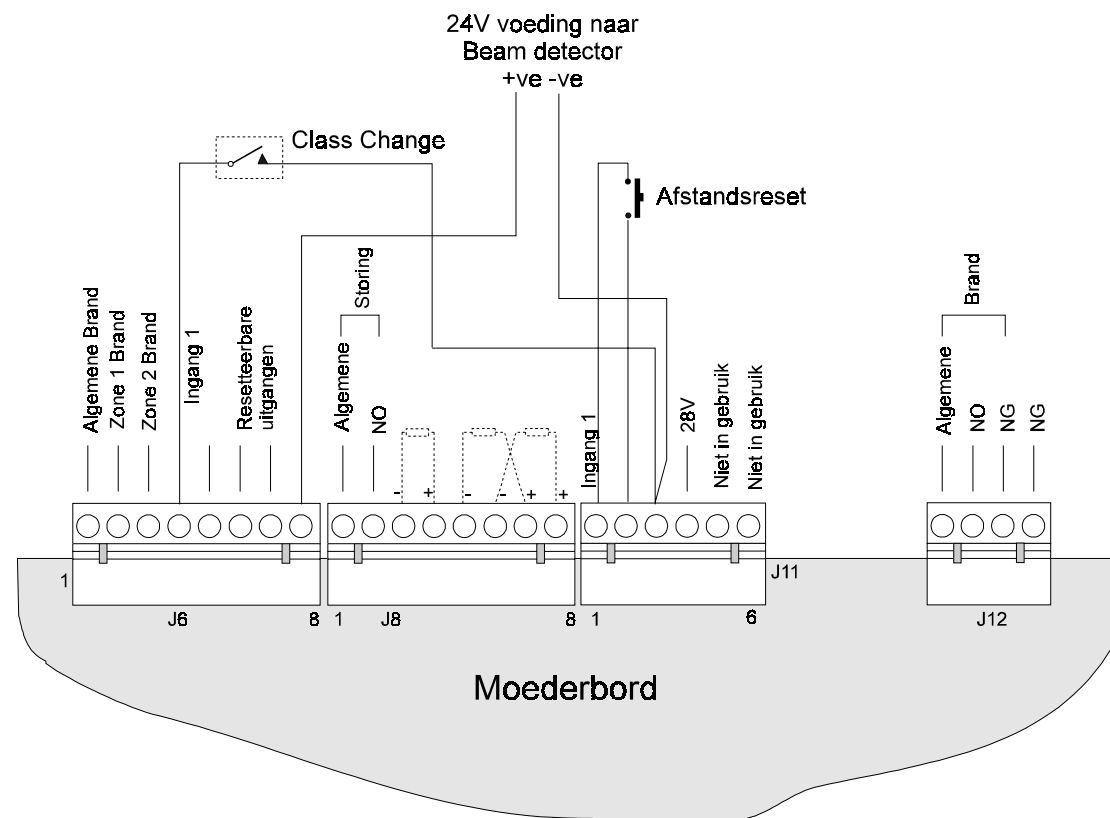 24V voeding naar
Beam detector
+ve -ve
Class Change
Afstandsreset
Algemene Brand
Zone 1 Brand
Zone 2 Brand
Ingang 1
Resetteerbare
uitgangen
Storing
Algemene
NO
- + - - + +
Ingang 1
28V
Niet in gebruik
Niet in gebruik
Brand
Algemene
NO
NG
NG
1 J6 8
1 J8 8
1 6 J11
J12
Moederbord